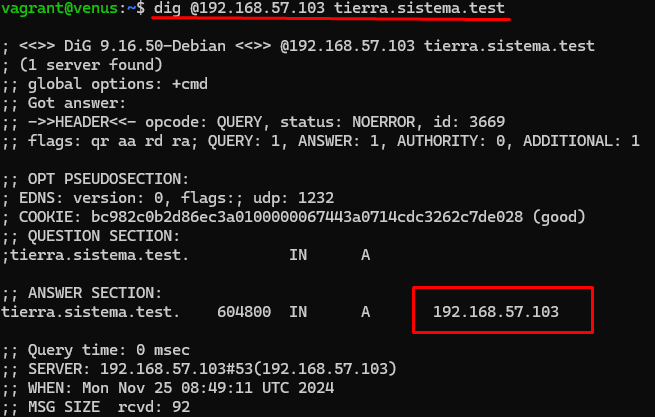 vagrant@venus:~$ dig @192.168.57.103 tierra.sistema.test
; <<>> DiG 9.16.50-Debian <<>> @192.168.57.103 tierra.sistema.test
; (1 server found)
;; global options: +cmd
;; Got answer:
;; ->>HEADER<<- opcode: QUERY, status: NOERROR, id: 3669
;; flags: qr aa rd ra; QUERY: 1, ANSWER: 1, AUTHORITY: 0, ADDITIONAL: 1
;; OPT PSEUDOSECTION:
; EDNS: version: 0, flags:; udp: 1232
; COOKIE: bc982c0b2d86ec3a0100000067443a0714cdc3262c7de028 (good)
;; QUESTION SECTION:
;tierra.sistema.test. IN A
;; ANSWER SECTION:
tierra.sistema.test. 604800 IN A 192.168.57.103
;; Query time: 0 msec
;; SERVER: 192.168.57.103#53(192.168.57.103)
;; WHEN: Mon Nov 25 08:49:11 UTC 2024
;; MSG SIZE rcvd: 92